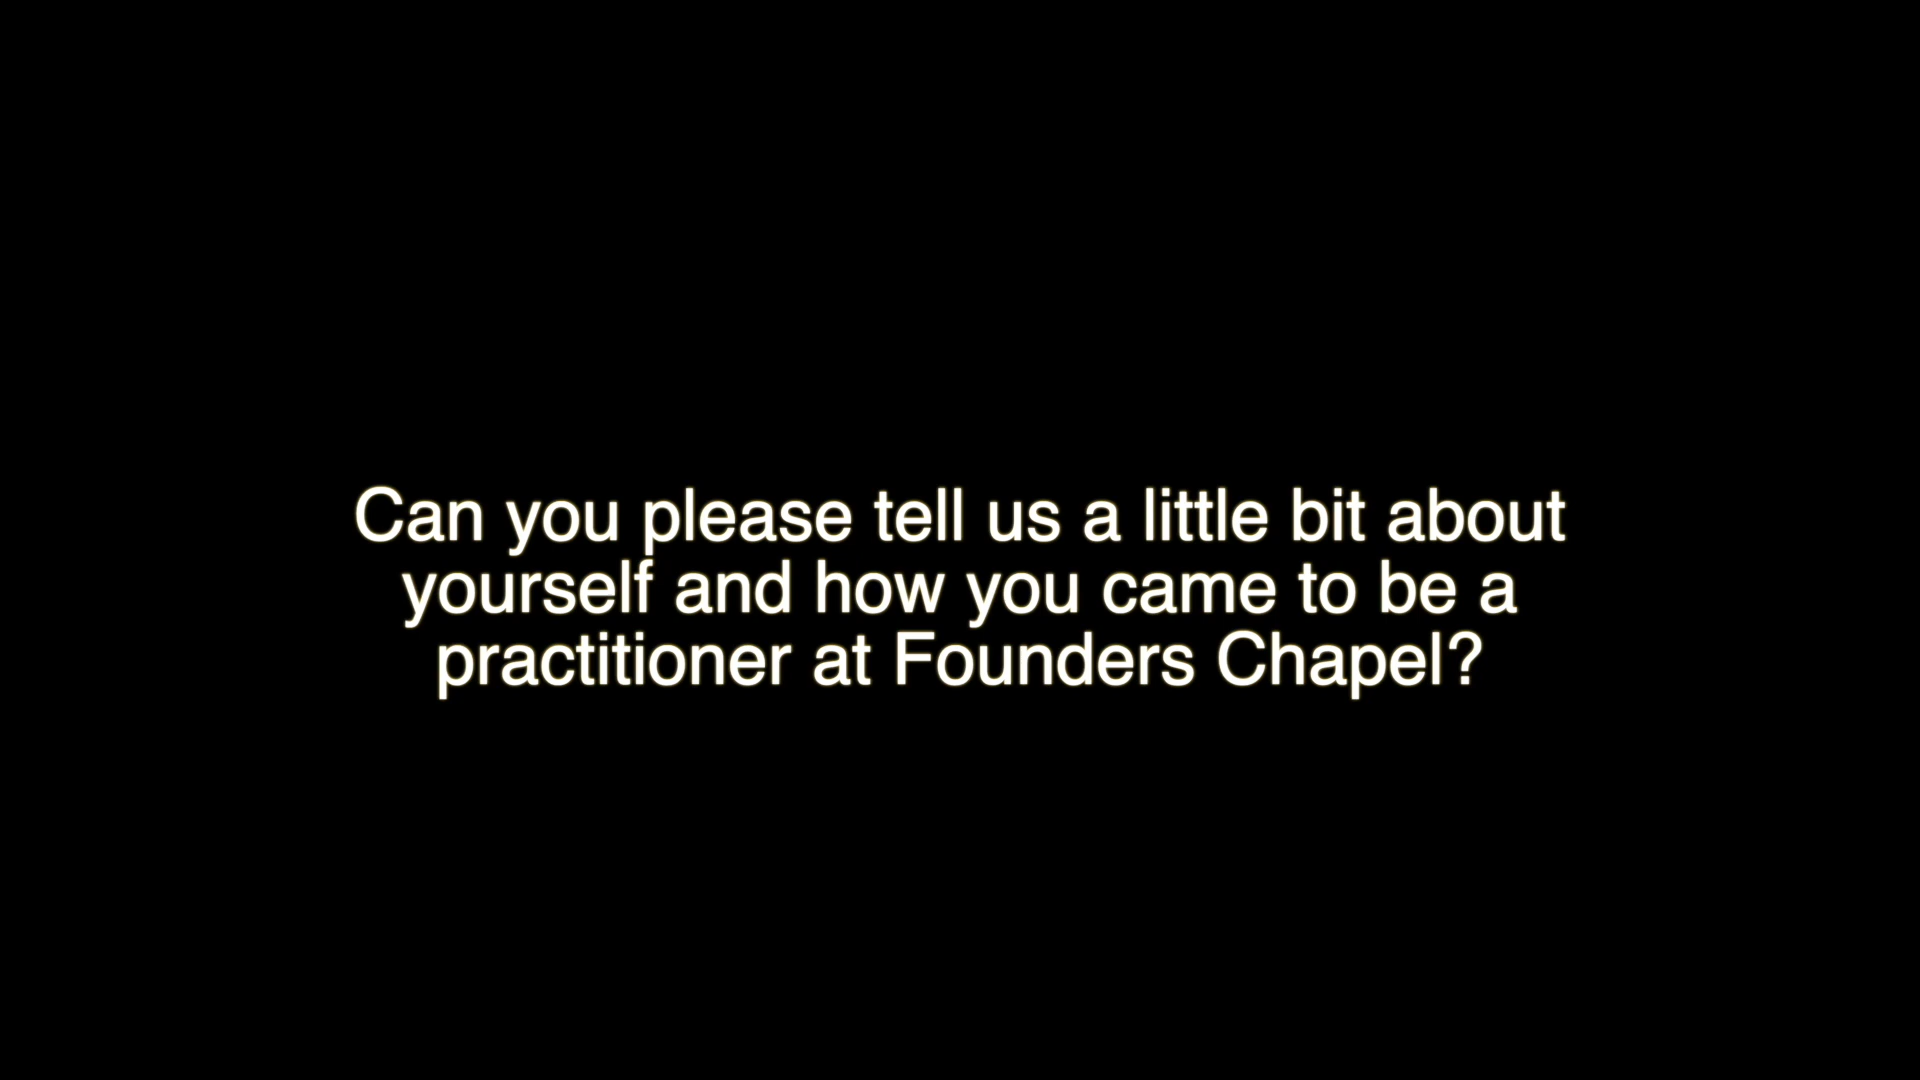 Can you please tell us a little bit about
yourself and how you came to be a
practitioner at Founders Chapel?